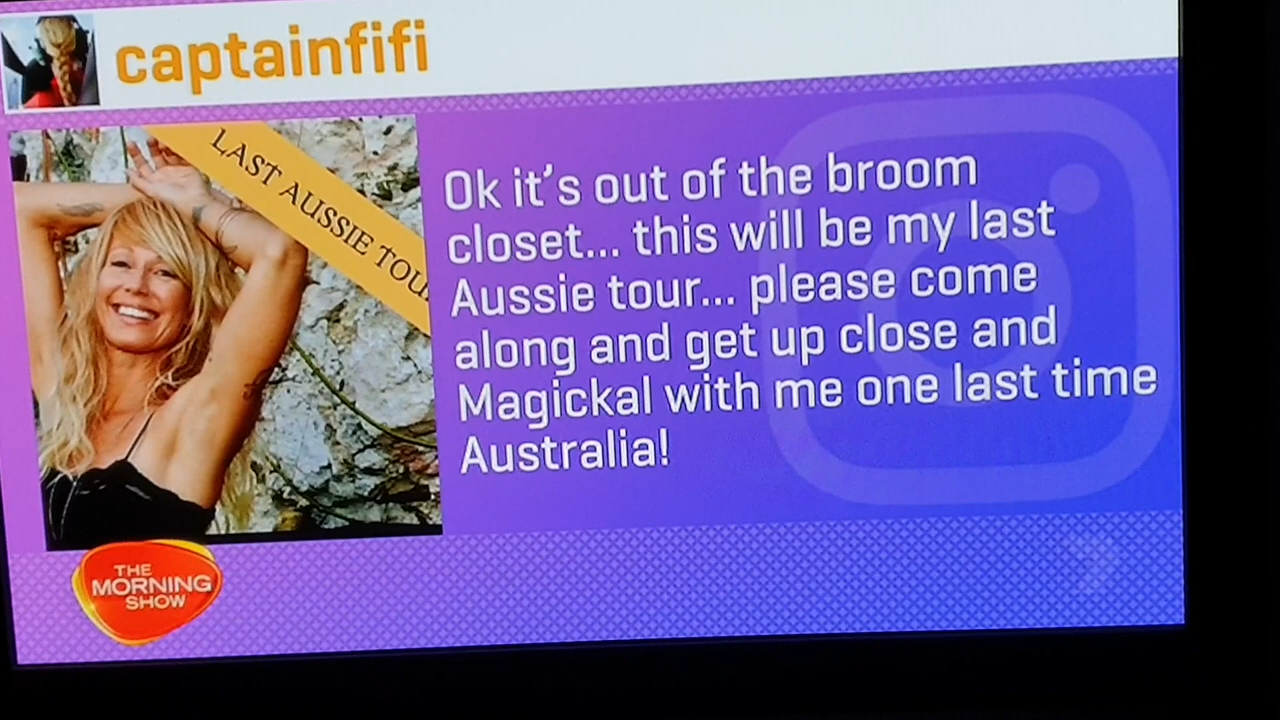 captainfifi
LAST AUSSIE TOU
Ok it's out of the broom
closet... this will be my last
Aussie tour... please come
along and get up close and
Magickal with me one last time
Australia!
THE
MORNING
SHOW